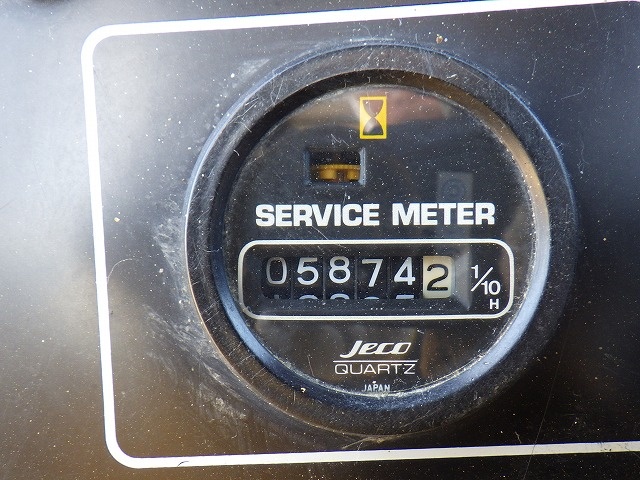 SERVICE METER
058742 1/10 H
Jeco
QUARTZ
JAPAN